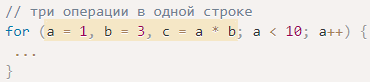 // три операции в одной строке
for (a = 1, b = 3, c = a * b; a < 10; a++) {
...
}